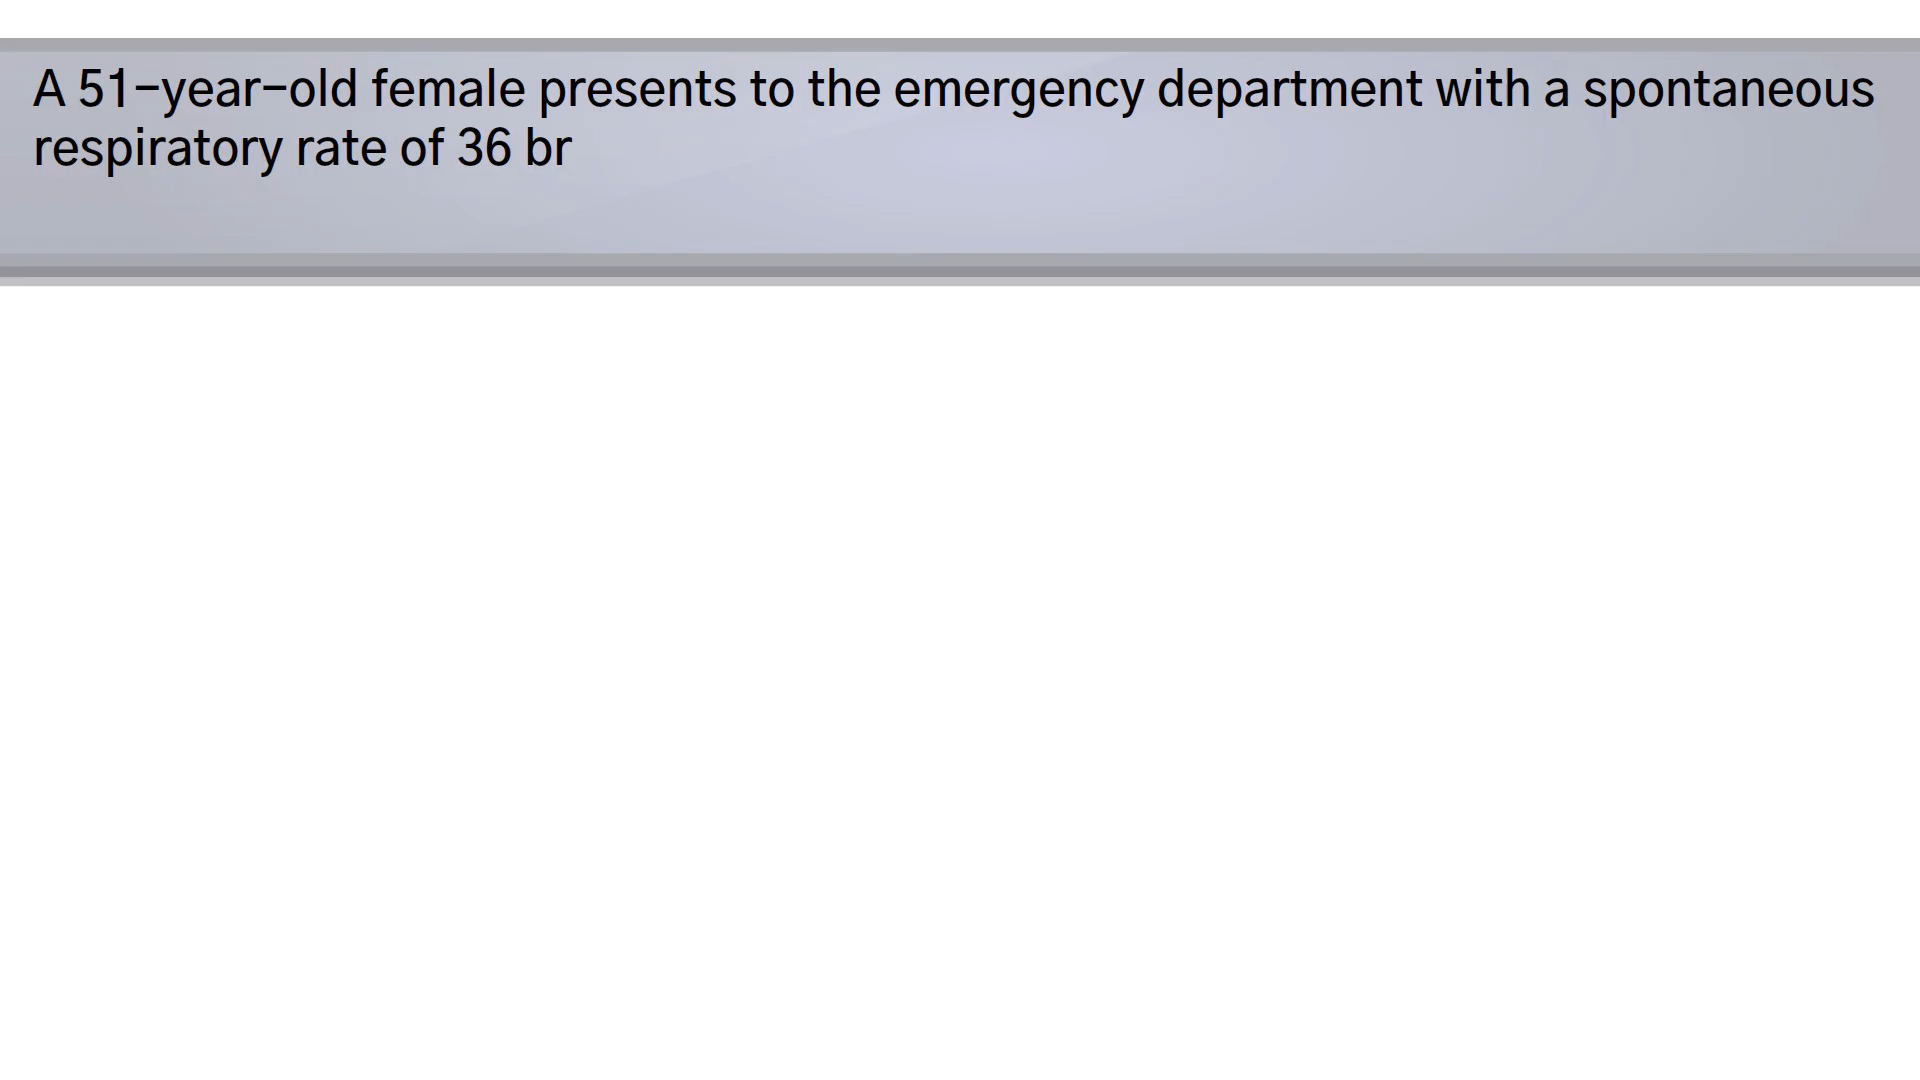 A 51-year-old female presents to the emergency department with a spontaneous
respiratory rate of 36 br